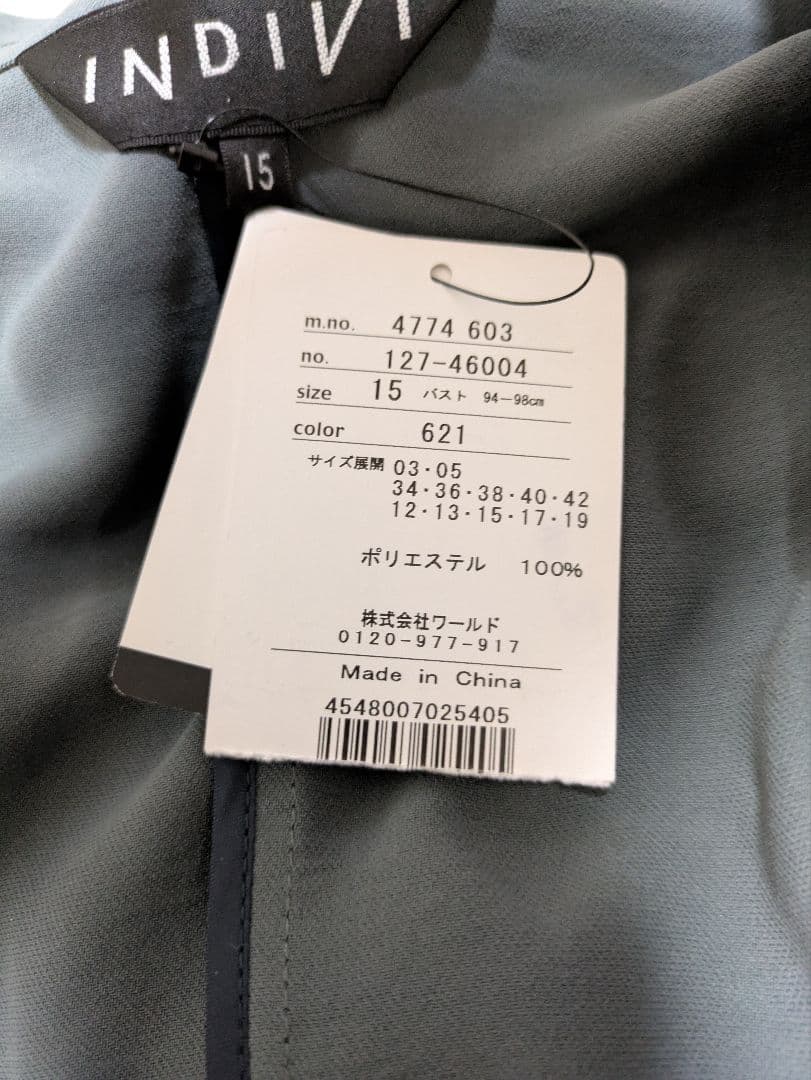 INDIVI
15
m.no. 4774 603
no. 127-46004
size 15 バスト 94-98cm
color 621
サイズ展開 03・05
34・36・38・40・42
12・13・15・17・19
ポリエステル 100%
株式会社ワールド
0120-977-917
Made in China
4548007025405